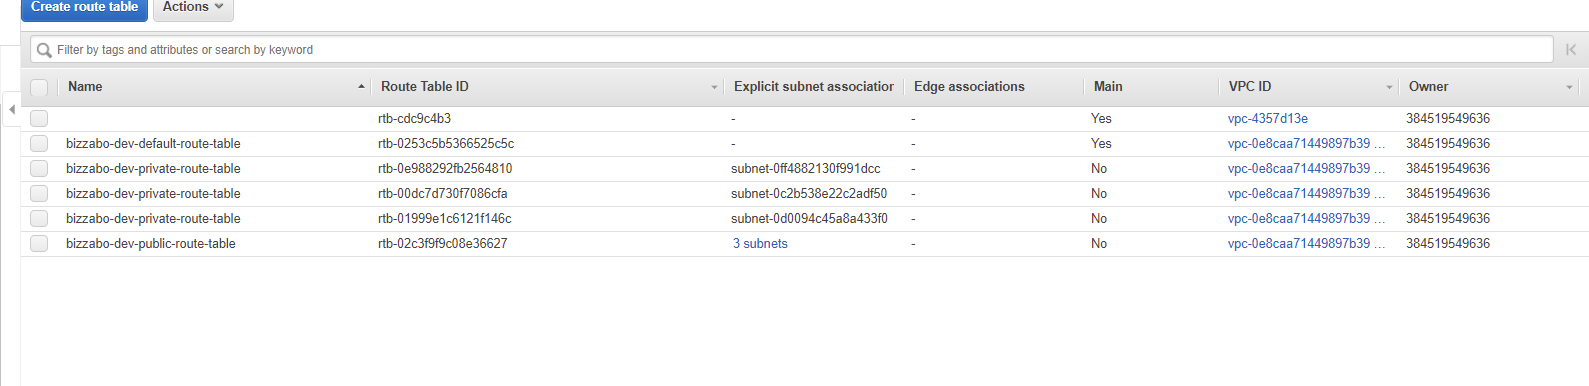 Create route table Actions
Filter by tags and attributes or search by keyword
Name Route Table ID Explicit subnet association Edge associations Main VPC ID Owner
rtb-cdc9c4b3 - - Yes vpc-4357d13e 384519549636
bizzabo-dev-default-route-table rtb-0253c5b5366525c5c - - Yes vpc-0e8caa71449897b39 ... 384519549636
bizzabo-dev-private-route-table rtb-0e988292fb2564810 subnet-0ff4882130f991dcc - No vpc-0e8caa71449897b39 ... 384519549636
bizzabo-dev-private-route-table rtb-00dc7d730f7086cfa subnet-0c2b538e22c2adf50 - No vpc-0e8caa71449897b39 ... 384519549636
bizzabo-dev-private-route-table rtb-01999e1c6121f146c subnet-0d0094c45a8a433f0 - No vpc-0e8caa71449897b39 ... 384519549636
bizzabo-dev-public-route-table rtb-02c3f9f9c08e36627 3 subnets - No vpc-0e8caa71449897b39 ... 384519549636